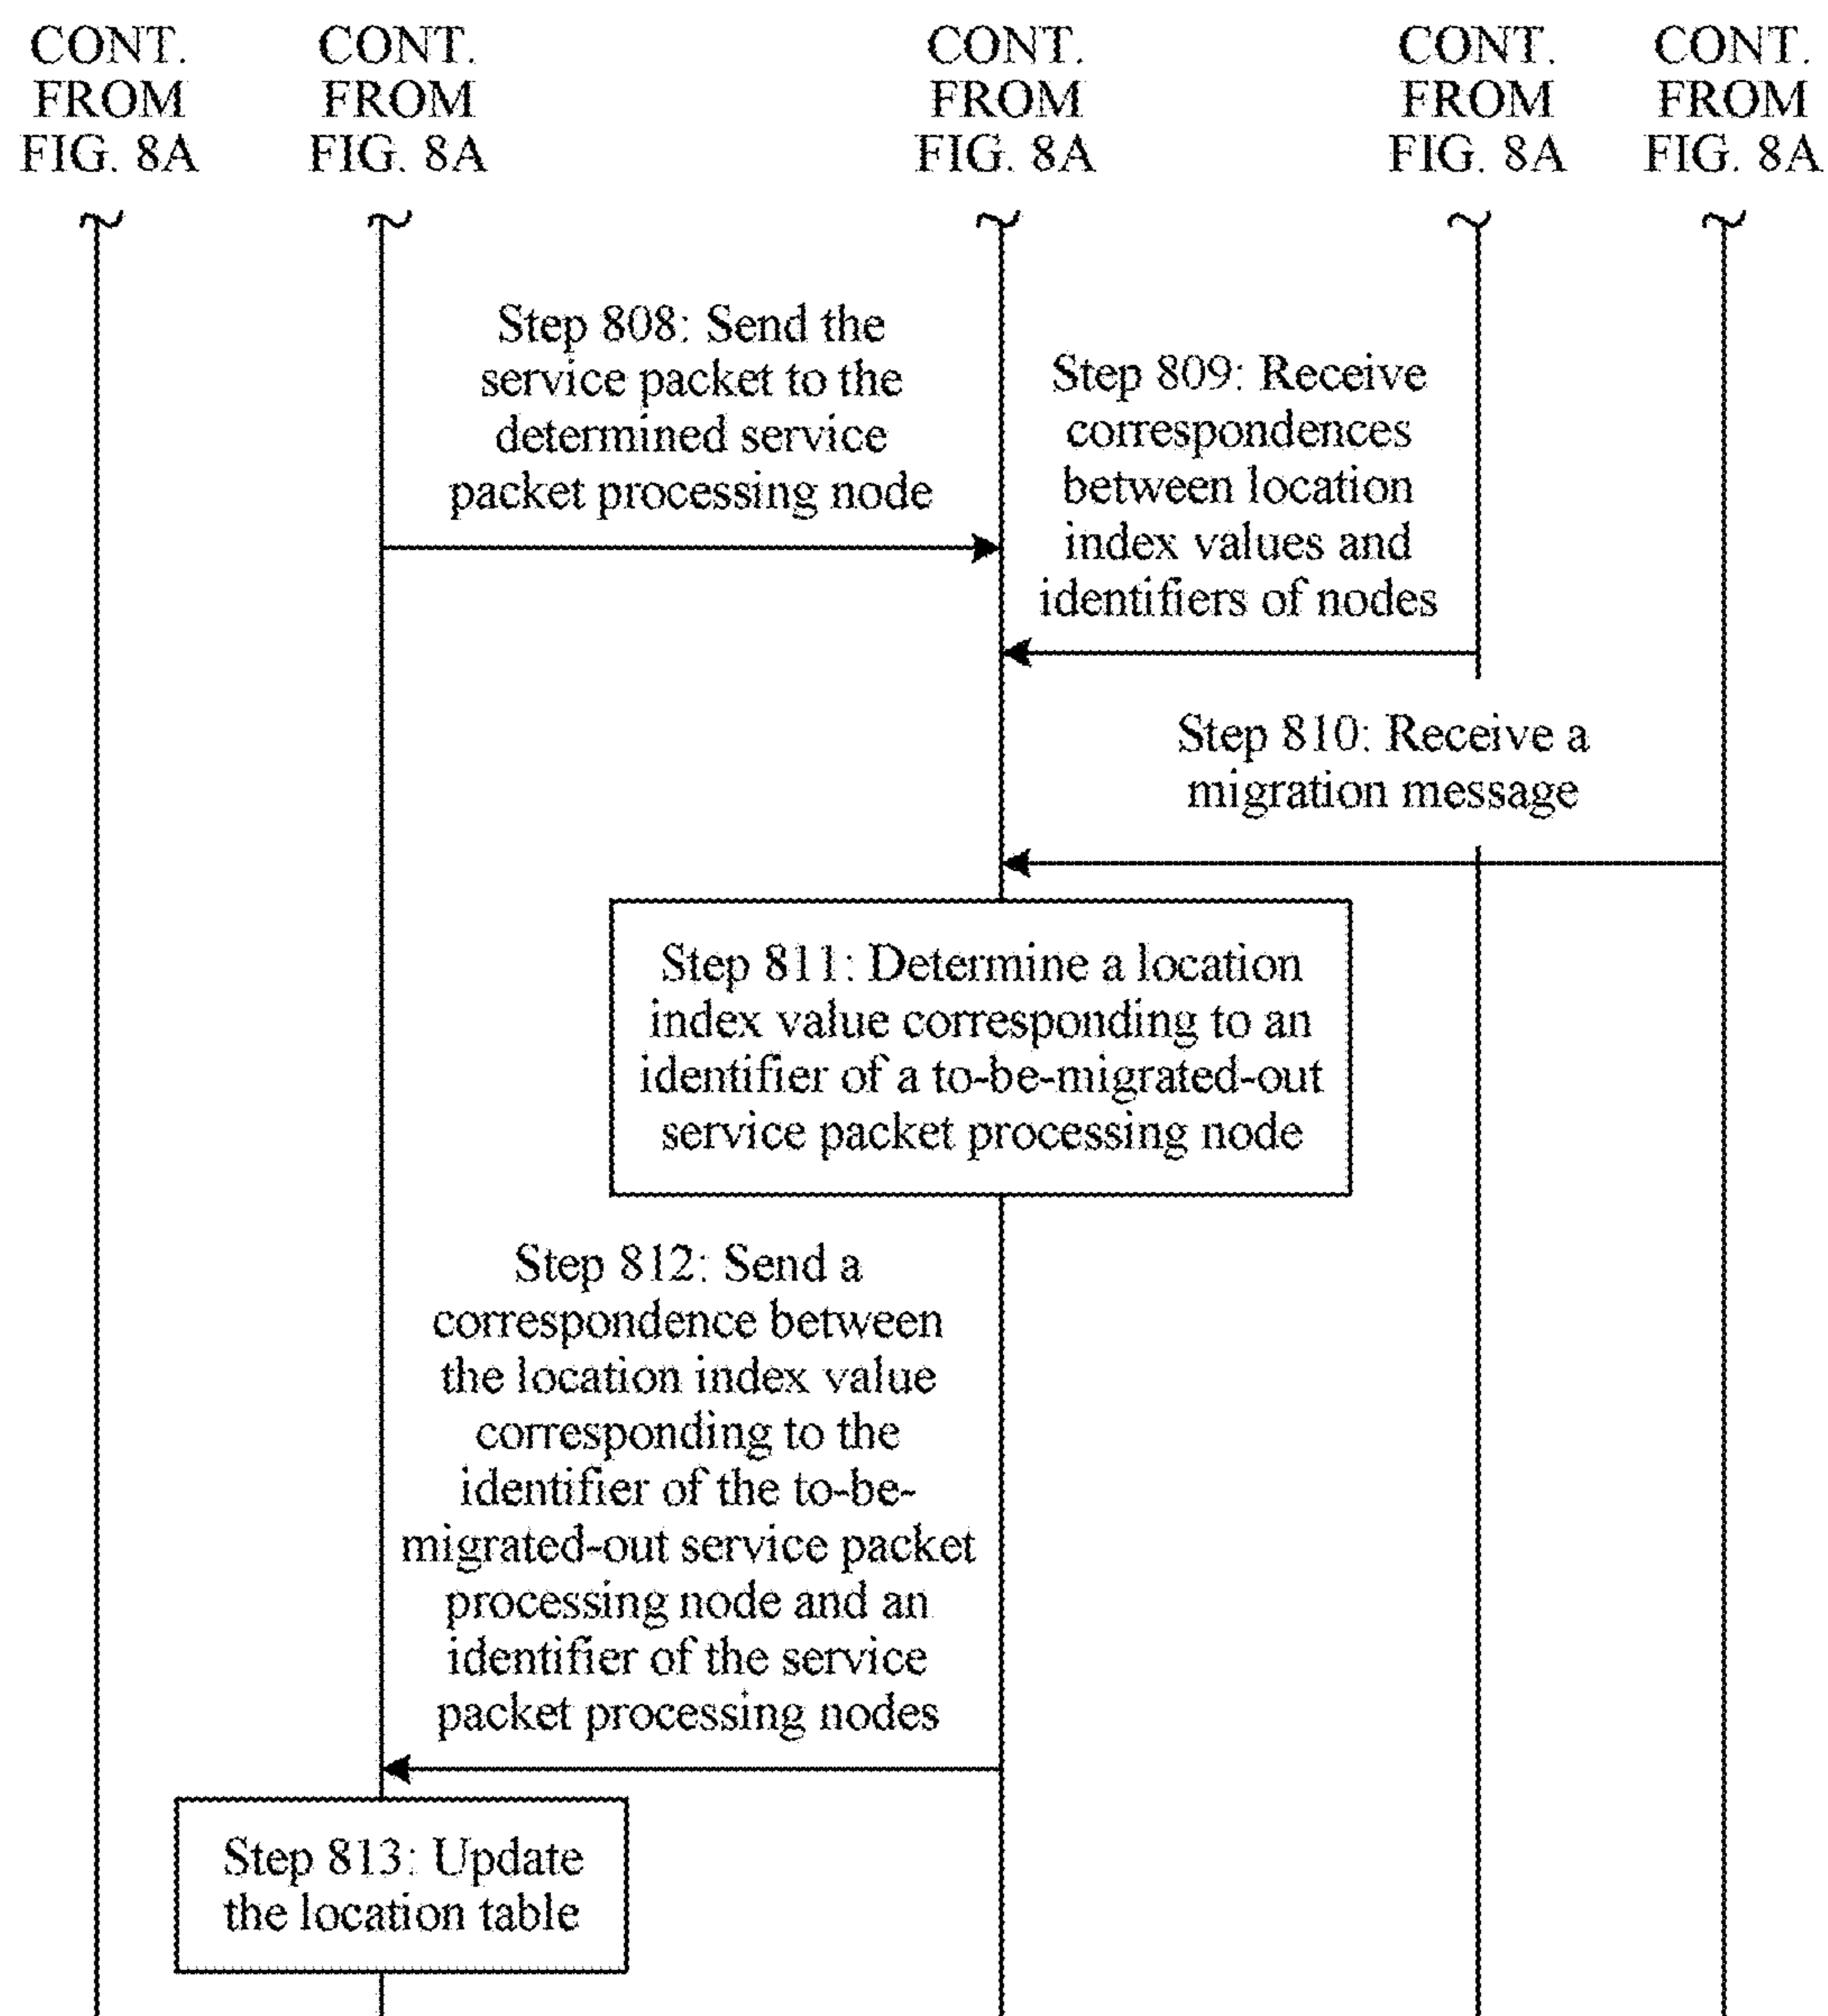 CONT.
FROM
FIG. 8A
CONT.
FROM
FIG. 8A
CONT.
FROM
FIG. 8A
CONT.
FROM
FIG. 8A
CONT.
FROM
FIG. 8A
Step 808: Send the
service packet to the
determined service
packet processing node
Step 809: Receive
correspondences
between location
index values and
identifiers of nodes
Step 810: Receive a
migration message
Step 811: Determine a location
index value corresponding to an
identifier of a to-be-migrated-out
service packet processing node
Step 812: Send a
correspondence between
the location index value
corresponding to the
identifier of the to-be-
migrated-out service packet
processing node and an
identifier of the service
packet processing nodes
Step 813: Update
the location table